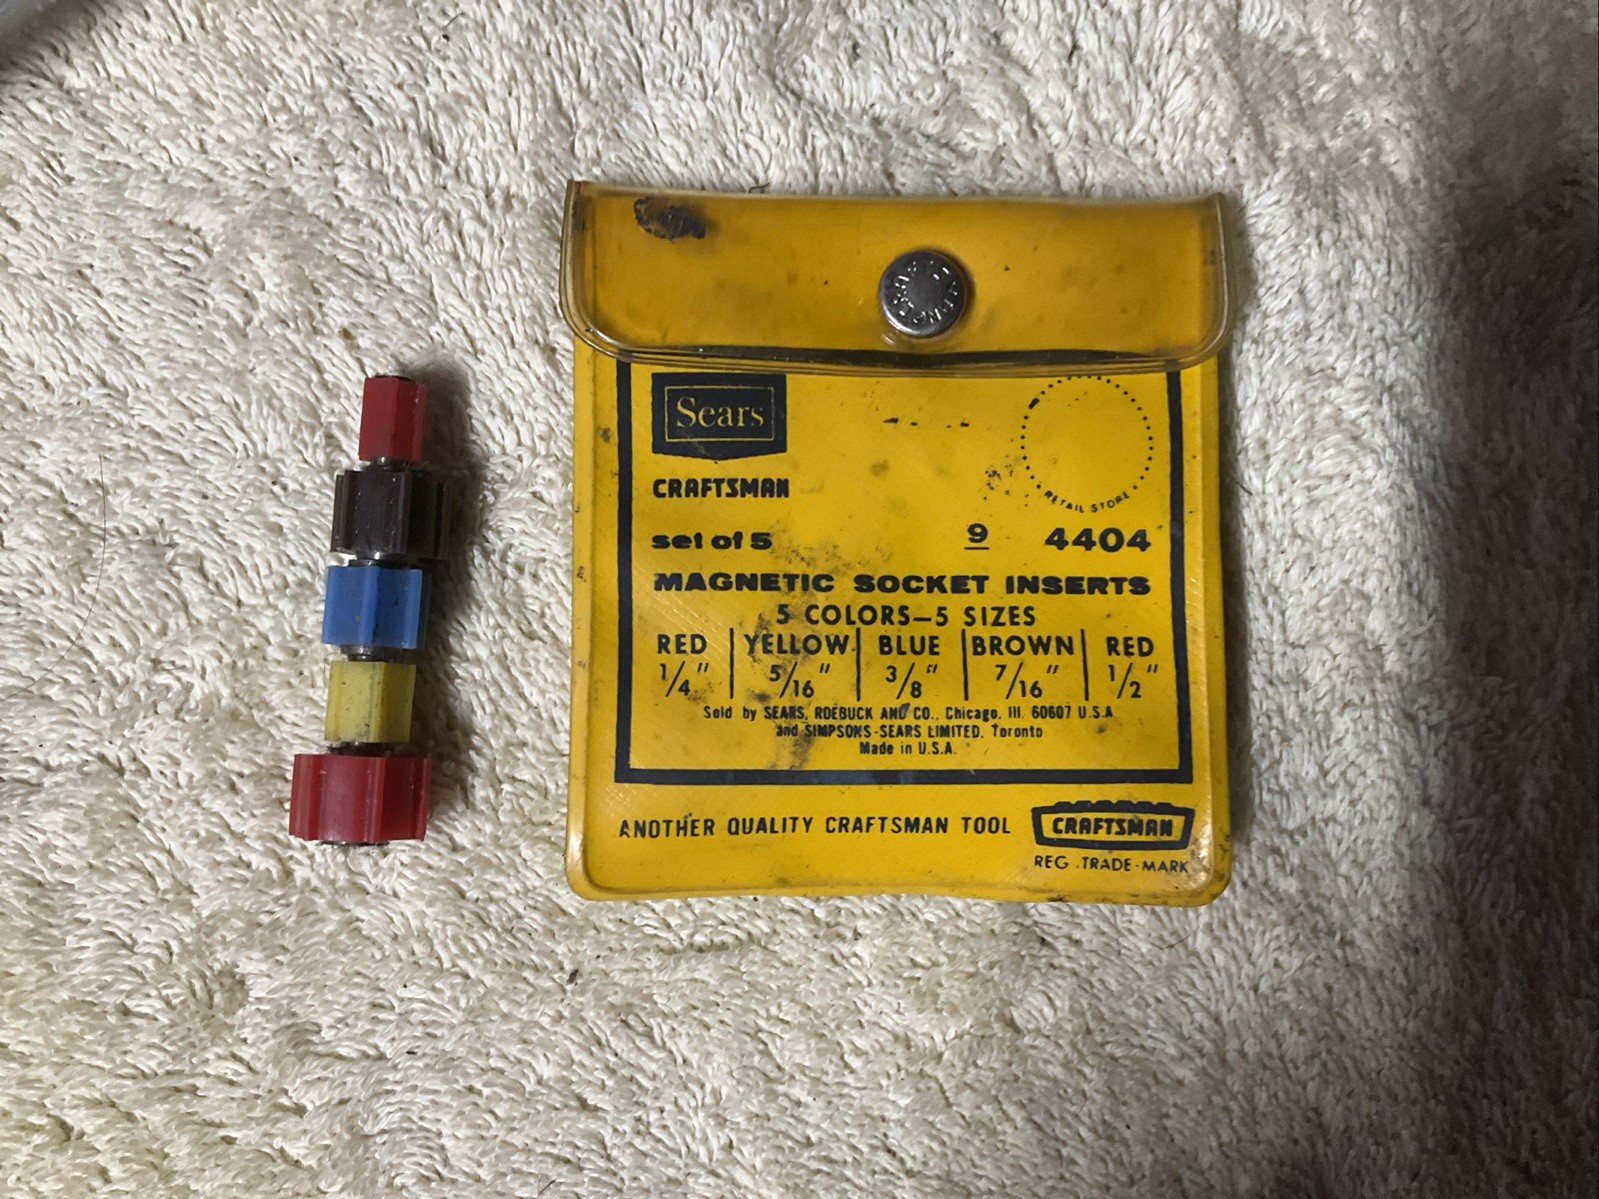 Sears
RETAIL STORE
CRAFTSMAN
set of 5 9 4404
MAGNETIC SOCKET INSERTS
5 COLORS-5 SIZES
RED YELLOW BLUE BROWN RED
1/4" 5/16" 3/8" 7/16" 1/2"
Sold by SEARS, ROEBUCK AND CO., Chicago, Ill. 60607 U.S.A
and SIMPSONS-SEARS LIMITED, Toronto
Made in U.S.A.
ANOTHER QUALITY CRAFTSMAN TOOL CRAFTSMAN
REG. TRADE-MARK